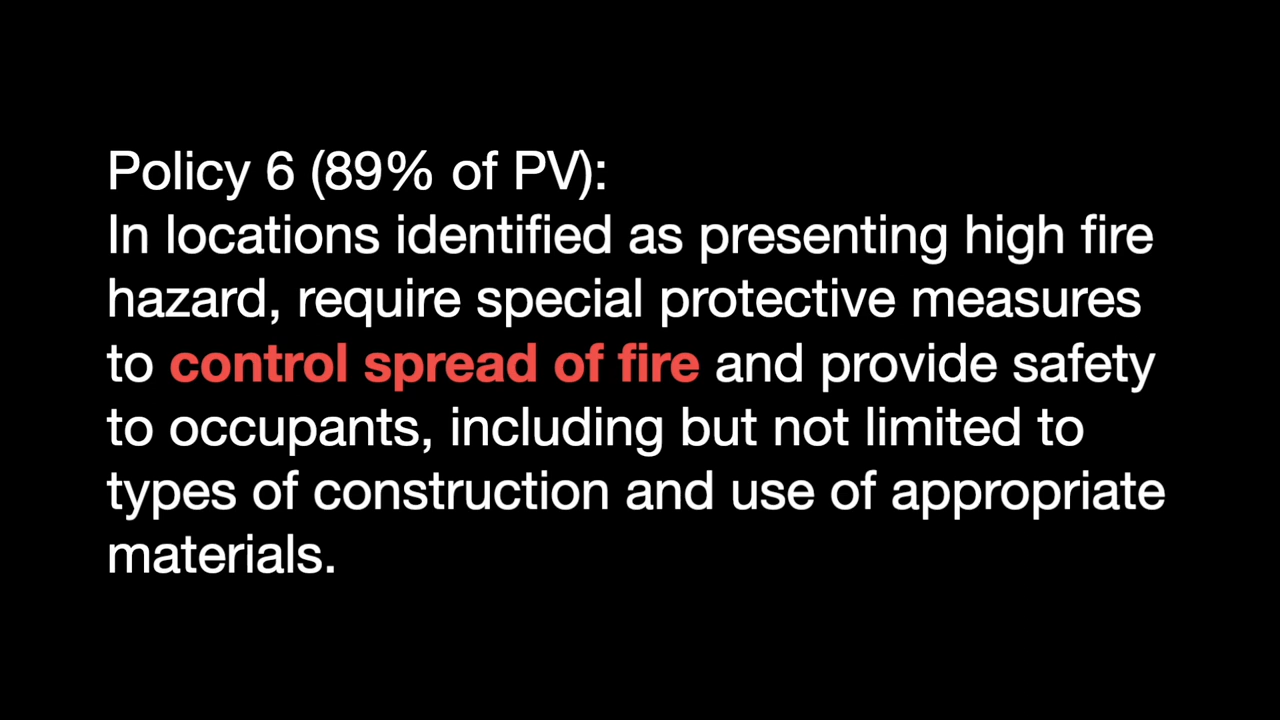 Policy 6 (89% of PV):
In locations identified as presenting high fire
hazard, require special protective measures
to control spread of fire and provide safety
to occupants, including but not limited to
types of construction and use of appropriate
materials.